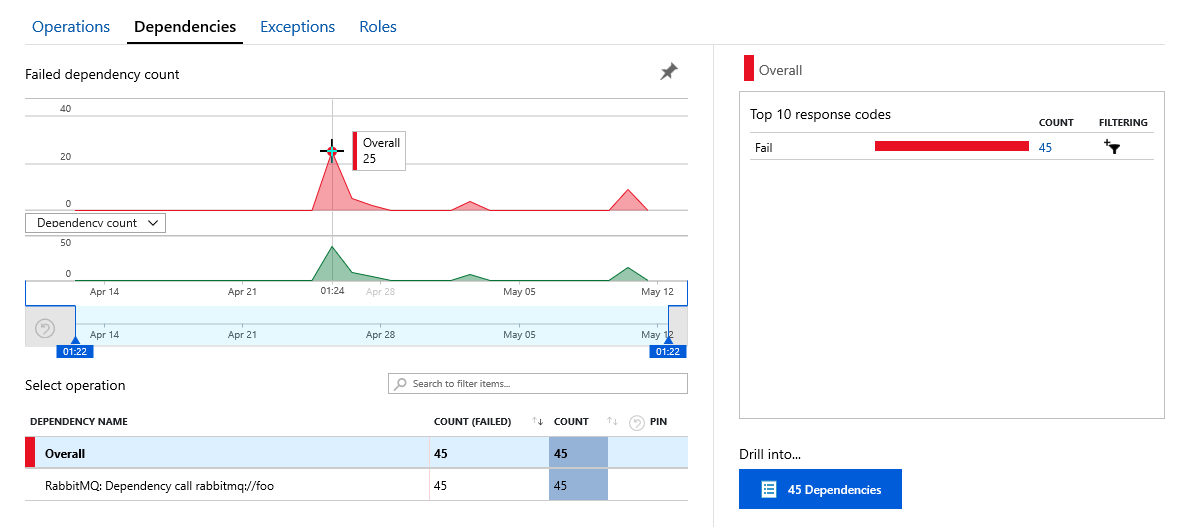 Operations Dependencies Exceptions Roles
Failed dependency count
40
20
0
Overall
25
Dependency count
50
0
Apr 14 Apr 21 01:24 Apr 28 May 05 May 12
Apr 14 Apr 21 Apr 28 May 05 May 12
01:22 01:22
Select operation
Search to filter items...
DEPENDENCY NAME COUNT (FAILED) COUNT PIN
Overall 45 45
RabbitMQ: Dependency call rabbitmq://foo 45 45
Overall
Top 10 response codes
COUNT FILTERING
Fail 45
Drill into...
45 Dependencies